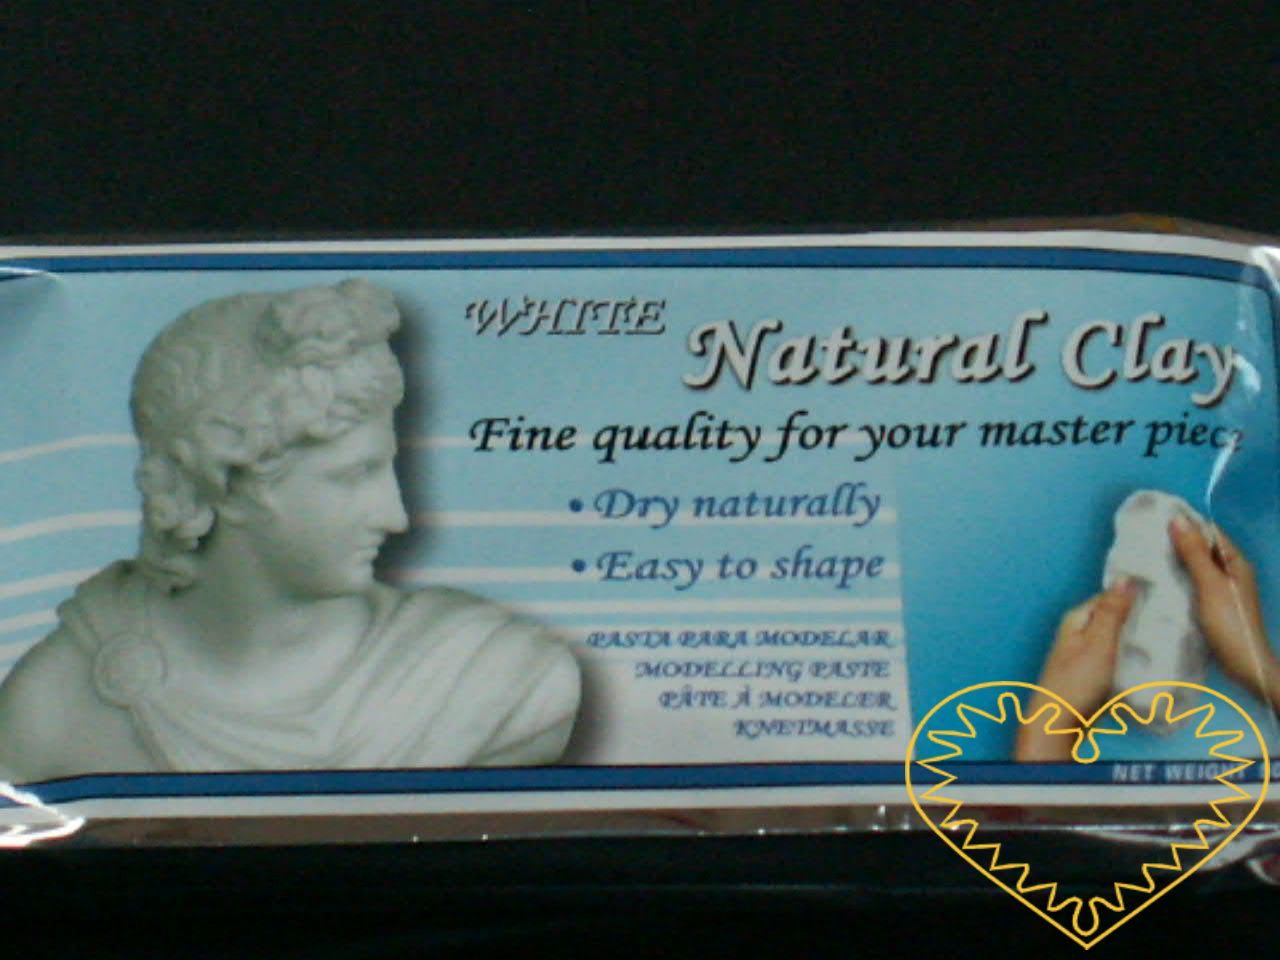 WHITE
Natural Clay
Fine quality for your master piece
• Dry naturally
• Easy to shape
PASTA PARA MODELAR
MODELLING PASTE
PÂTE À MODELER
KNETMASSE
NET WEIGHT